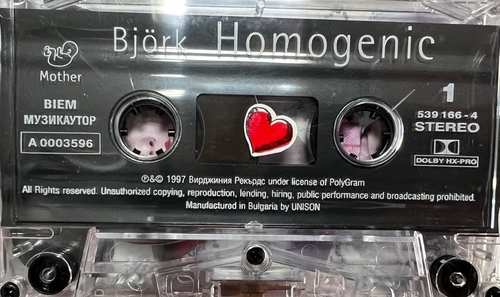 Björk Homogenic
Mother
BIEM
МУЗИКАУТОР
A 0003596
1
539 166-4
STEREO
DOLBY HX-PRO
℗&© 1997 Вирджиния Рекърдс under license of PolyGram
All Rights reserved. Unauthorized copying, reproduction, lending, hiring, public performance and broadcasting prohibited.
Manufactured in Bulgaria by UNISON